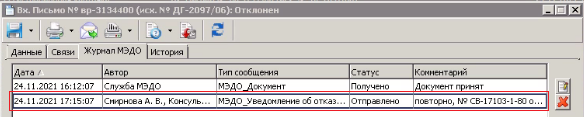 Вх. Письмо № вр-3134400 (исх. № ДГ-2097/06): Отклонен
Данные Связи Журнал МЭДО История
Дата Автор Тип сообщения Статус Комментарий
24.11.2021 16:12:07 Служба МЭДО МЭДО_Документ Получено Документ принят
24.11.2021 17:15:07 Смирнова А. В., Консуль... МЭДО_Уведомление об отказ... Отправлено повторно, № СВ-17103-1-80 о...